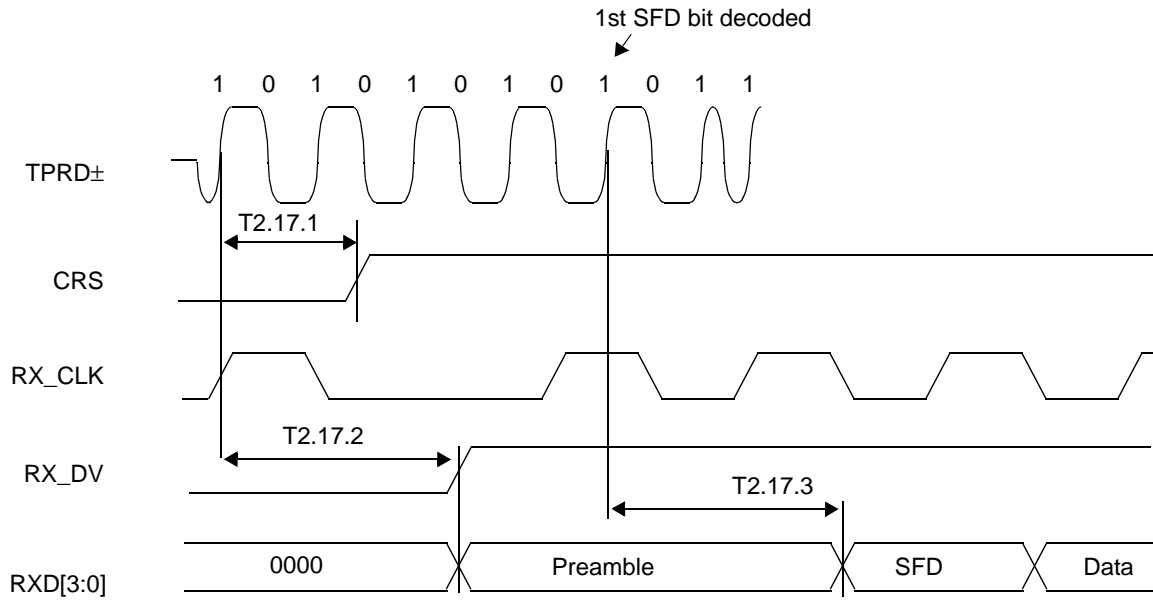 1st SFD bit decoded
1 0 1 0 1 0 1 0 1 0 1 1
TPRD±
T2.17.1
CRS
RX_CLK
T2.17.2
RX_DV
T2.17.3
RXD[3:0] 0000 Preamble SFD Data